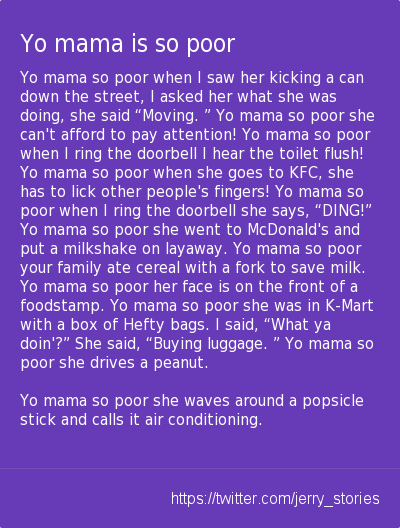 Yo mama is so poor
Yo mama so poor when I saw her kicking a can
down the street, I asked her what she was
doing, she said “Moving. ” Yo mama so poor she
can't afford to pay attention! Yo mama so poor
when I ring the doorbell I hear the toilet flush!
Yo mama so poor when she goes to KFC, she
has to lick other people's fingers! Yo mama so
poor when I ring the doorbell she says, “DING!”
Yo mama so poor she went to McDonald's and
put a milkshake on layaway. Yo mama so poor
your family ate cereal with a fork to save milk.
Yo mama so poor her face is on the front of a
foodstamp. Yo mama so poor she was in K-Mart
with a box of Hefty bags. I said, “What ya
doin'?” She said, “Buying luggage. ” Yo mama so
poor she drives a peanut.
Yo mama so poor she waves around a popsicle
stick and calls it air conditioning.
https://twitter.com/jerry_stories